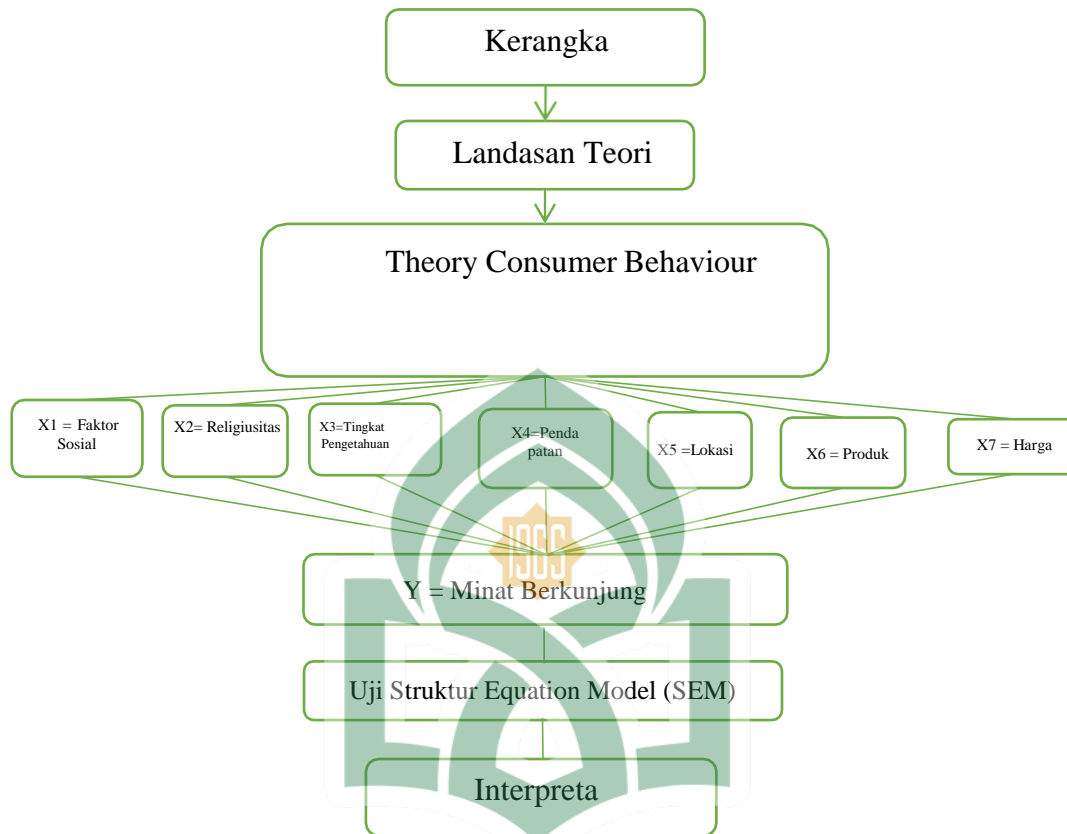 Kerangka
Landasan Teori
Theory Consumer Behaviour
X1 = Faktor
Sosial
X2= Religiusitas
X3=Tingkat
Pengetahuan
X4=Penda
patan
X5 =Lokasi
X6 = Produk
X7 = Harga
1965
Y = Minat Berkunjung
Uji Struktur Equation Model (SEM)
Interpreta